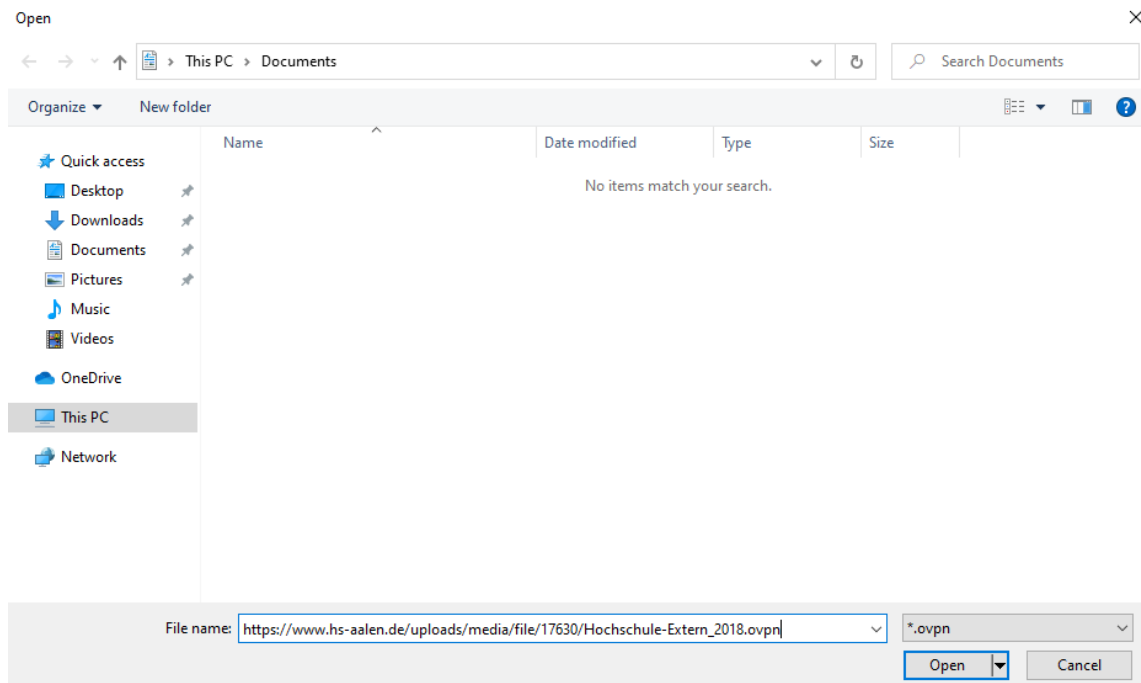 Open
This PC > Documents
Search Documents
Organize
New folder
Name
Date modified
Type
Size
No items match your search.
Quick access
Desktop
Downloads
Documents
Pictures
Music
Videos
OneDrive
This PC
Network
File name: https://www.hs-aalen.de/uploads/media/file/17630/Hochschule-Extern_2018.ovpn
*.ovpn
Open
Cancel